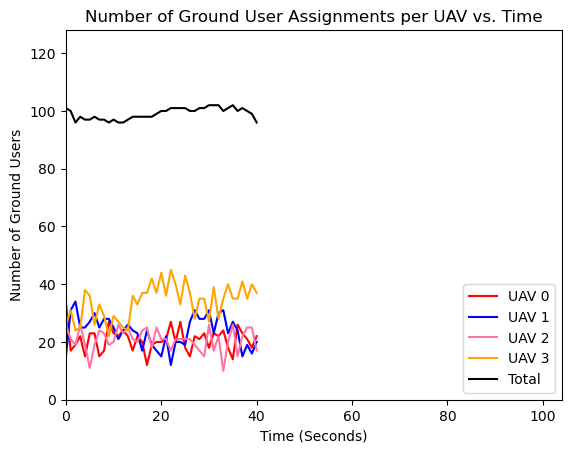 Number of Ground User Assignments per UAV vs. Time
Number of Ground Users
120
100
80
60
40
20
0
0 20 40 60 80 100
Time (Seconds)
UAV 0
UAV 1
UAV 2
UAV 3
Total